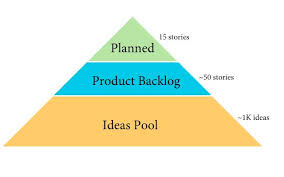 Planned
15 stories
Product Backlog
~50 stories
Ideas Pool
~1K ideas